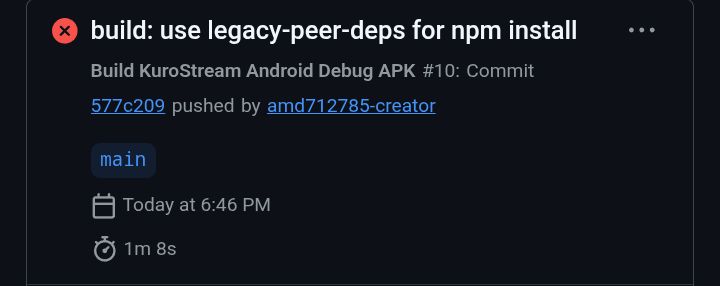 build: use legacy-peer-deps for npm install
Build KuroStream Android Debug APK #10: Commit
577c209 pushed by amd712785-creator
main
Today at 6:46 PM
1m 8s